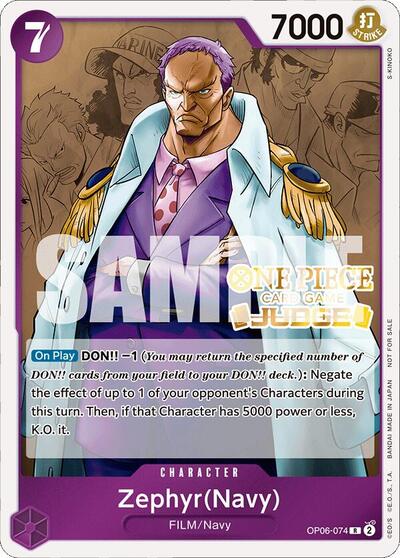 7
7000
打
STRIKE
S-KINOKO
MARINE
SAMPLE
ONE PIECE
CARD GAME
JUDGE
On Play DON!! −1 (You may return the specified number of
DON!! cards from your field to your DON!! deck.): Negate
the effect of up to 1 of your opponent's Characters during
this turn. Then, if that Character has 5000 power or less,
K.O. it.
CHARACTER
Zephyr(Navy)
FILM/Navy
OP06-074 R 2
©E.O/S. ©E.O./S., T.A. BANDAI MADE IN JAPAN NOT FOR SALE